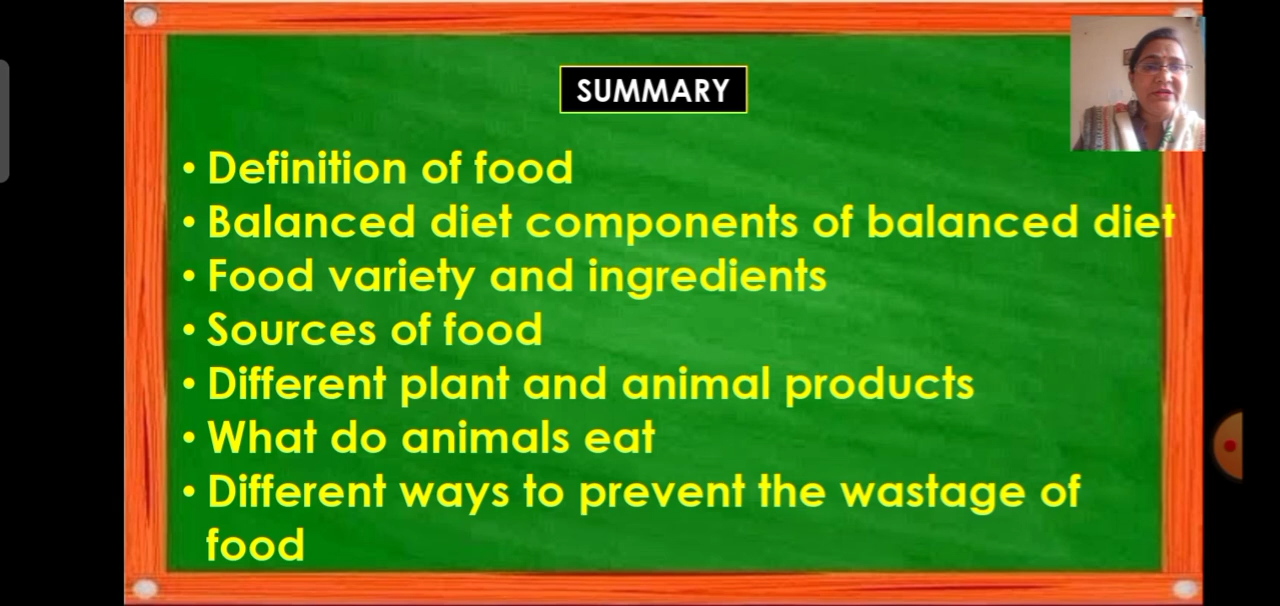 SUMMARY
• Definition of food
• Balanced diet components of balanced diet
• Food variety and ingredients
• Sources of food
• Different plant and animal products
• What do animals eat
• Different ways to prevent the wastage of
food